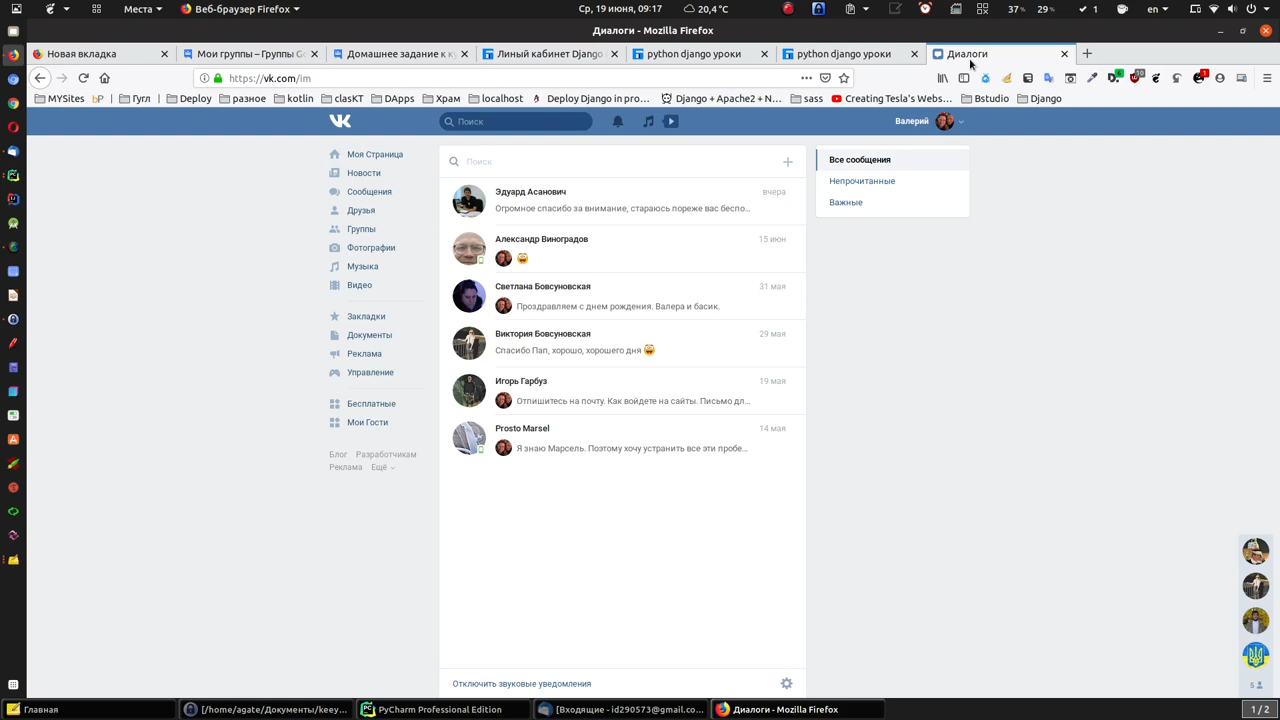 Места
Веб-браузер Firefox
Ср, 19 июня, 09:17
20,4°C
37%
29%
1
en
Диалоги - Mozilla Firefox
Новая вкладка
Мои группы – Группы Go
Домашнее задание к ку
Линый кабинет Django
python django уроки
python django уроки
Диалоги
https://vk.com/im
MYSites
bP
Гугл
Deploy
разное
kotlin
clasKT
DApps
Храм
localhost
Deploy Django in pro...
Django + Apache2 + N...
sass
Creating Tesla's Webs...
Bstudio
Django
Поиск
Валерий
Моя Страница
Новости
Сообщения
Друзья
Группы
Фотографии
Музыка
Видео
Закладки
Документы
Реклама
Управление
Бесплатные
Мои Гости
Блог Разработчикам
Реклама Ещё
Поиск
Эдуард Асанович
вчера
Огромное спасибо за внимание, стараюсь пореже вас беспо...
Александр Виноградов
15 июн
Светлана Бовсуновская
31 мая
Проздравляем с днем рождения. Валера и басик.
Виктория Бовсуновская
29 мая
Спасибо Пап, хорошо, хорошего дня
Игорь Гарбуз
19 мая
Отпишитесь на почту. Как войдете на сайты. Письмо дл...
Prosto Marsel
14 мая
Я знаю Марсель. Поэтому хочу устранить все эти пробе...
Отключить звуковые уведомления
Все сообщения
Непрочитанные
Важные
5
Главная
[/home/agate/Документы/keey...
PyCharm Professional Edition
[Входящие - id290573@gmail.co...
Диалоги - Mozilla Firefox
1 / 2